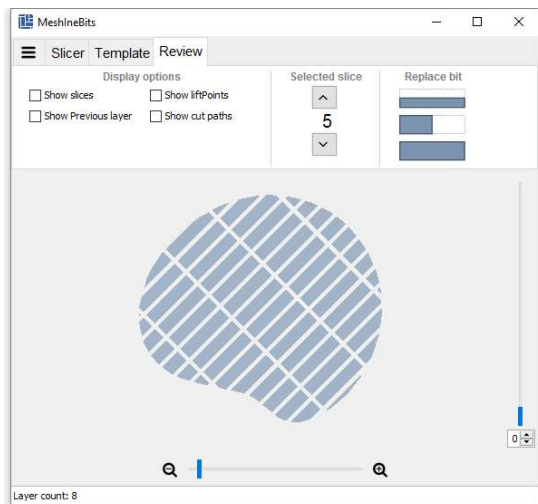 MeshIneBits
Slicer Template Review
Display options
Selected slice
Replace bit
Show slices
Show liftPoints
Show Previous layer
Show cut paths
5
0
Layer count: 8